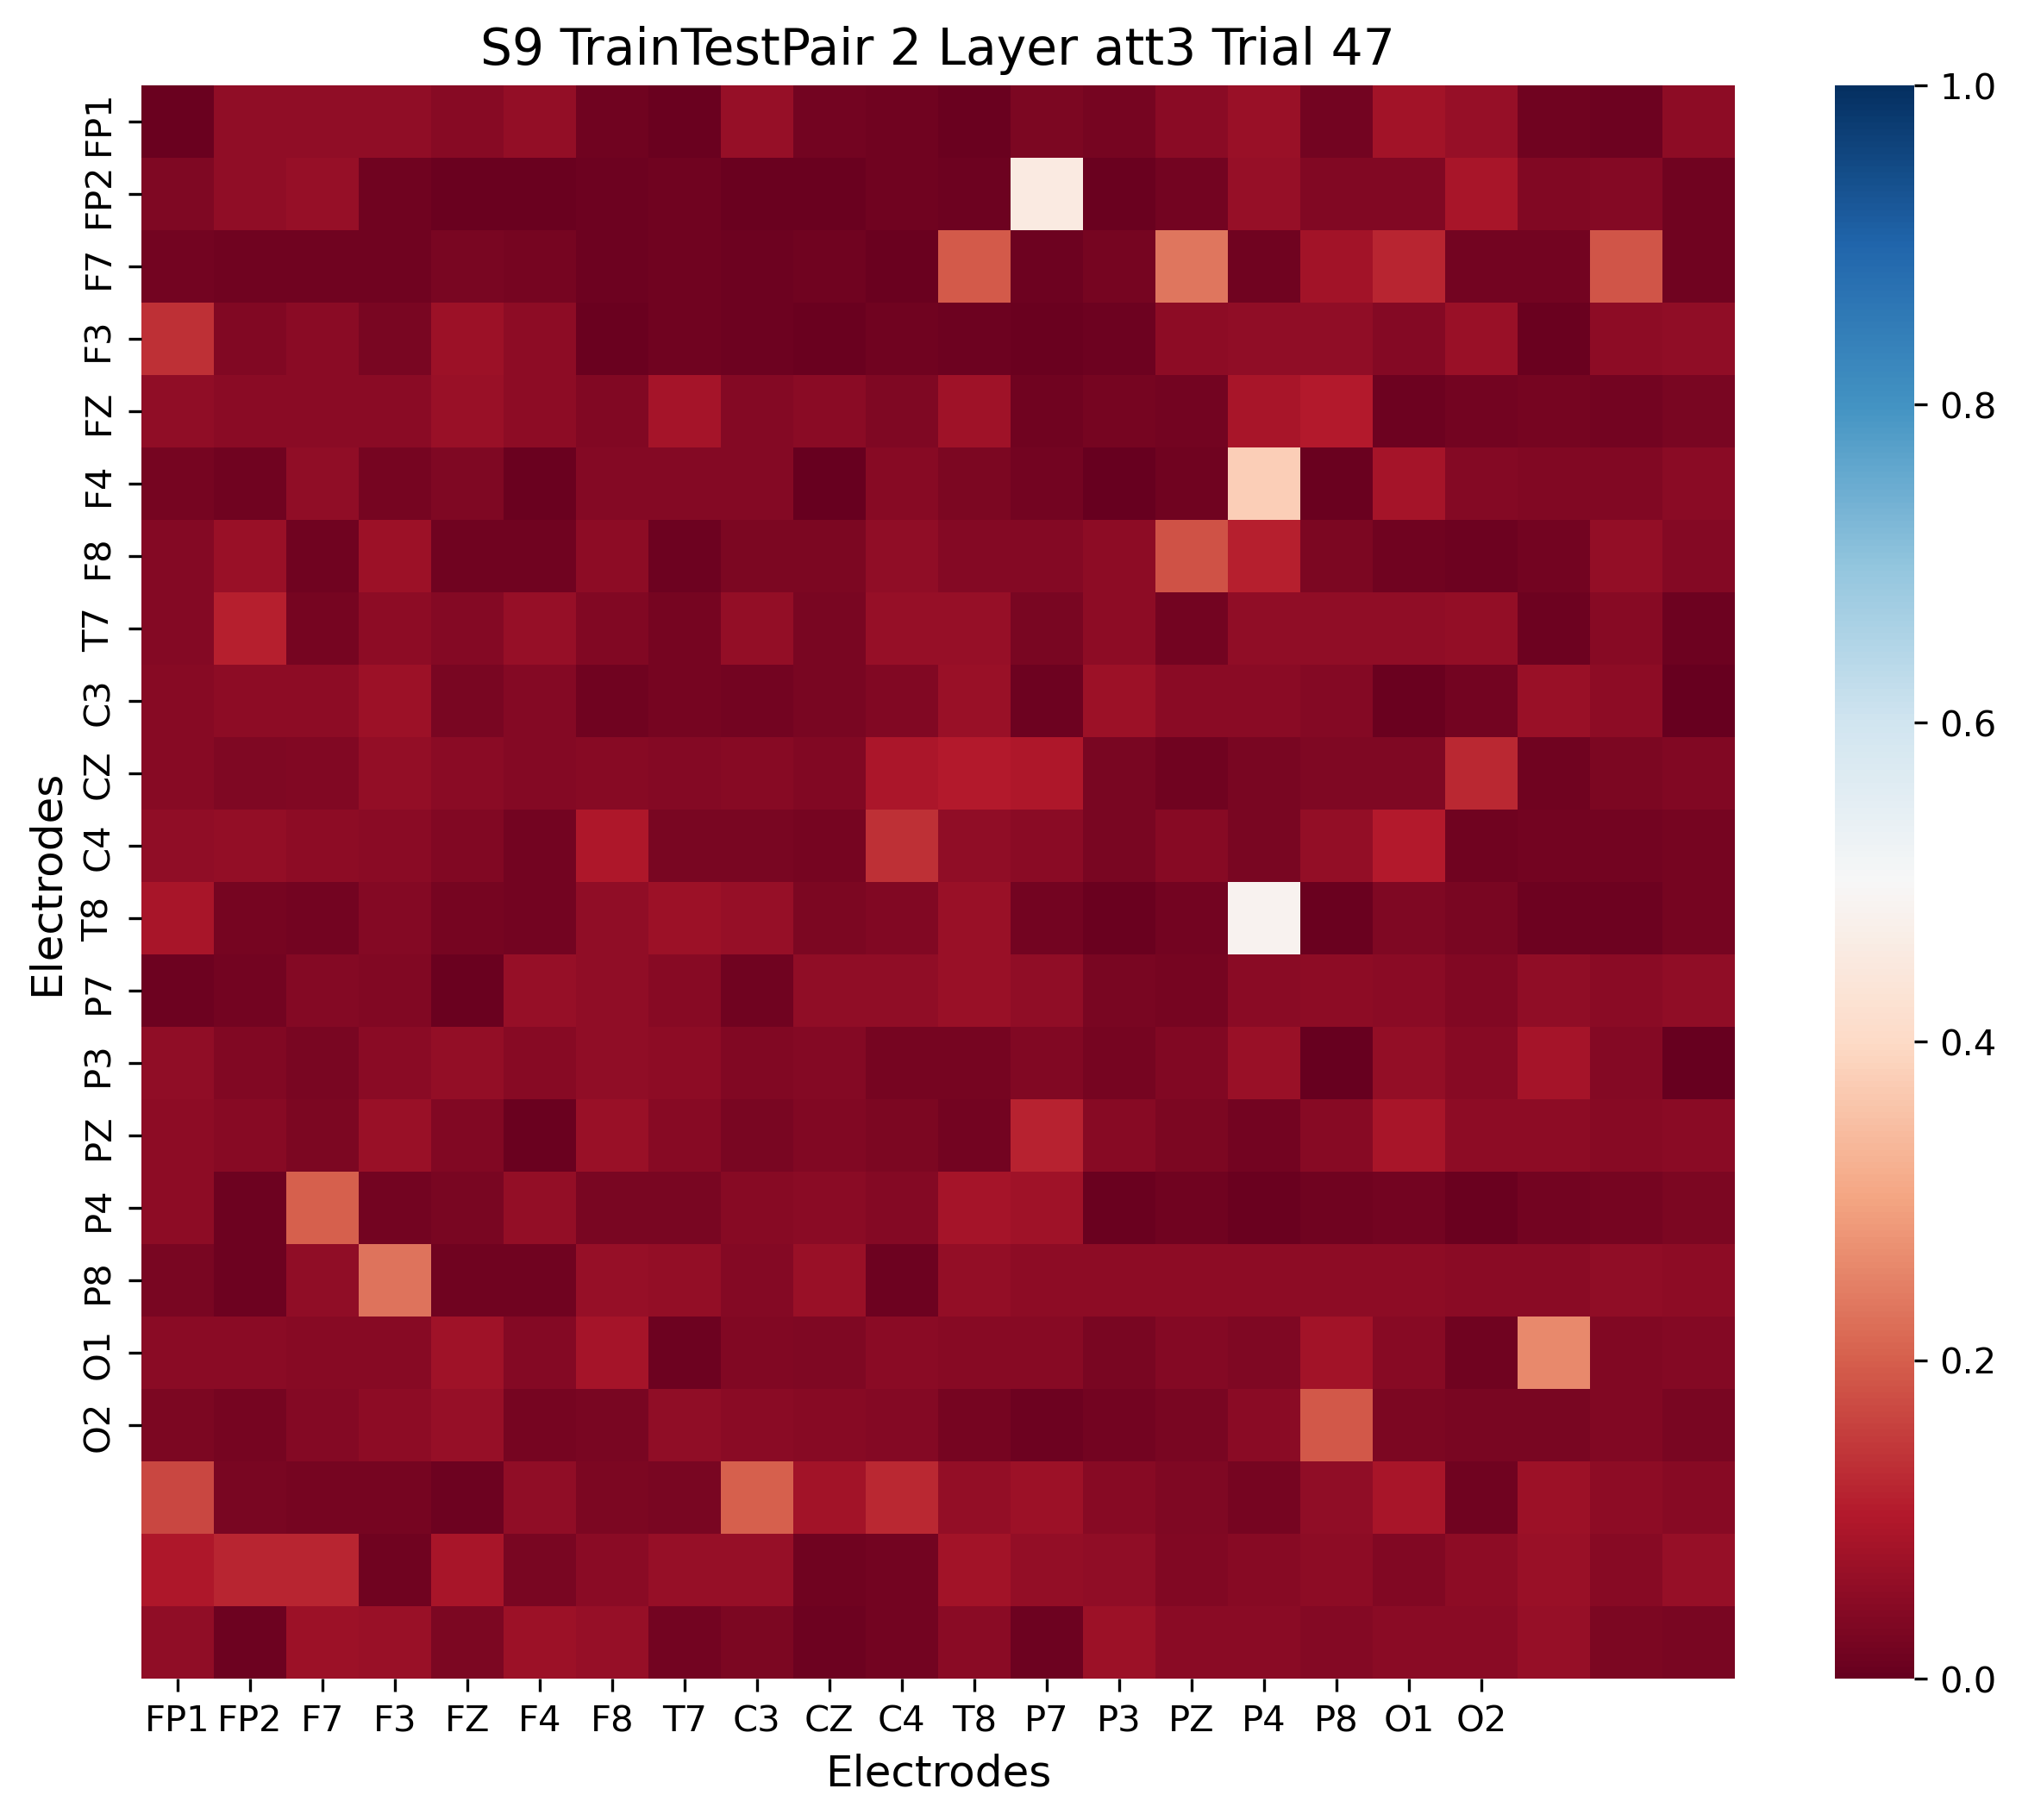 S9 TrainTestPair 2 Layer att3 Trial 47
Electrodes
FP1
FP2
F7
F3
FZ
F4
F8
T7
C3
CZ
C4
T8
P7
P3
PZ
P4
P8
O1
O2
FP1 FP2 F7 F3 FZ F4 F8 T7 C3 CZ C4 T8 P7 P3 PZ P4 P8 O1 O2
Electrodes
1.0
0.8
0.6
0.4
0.2
0.0